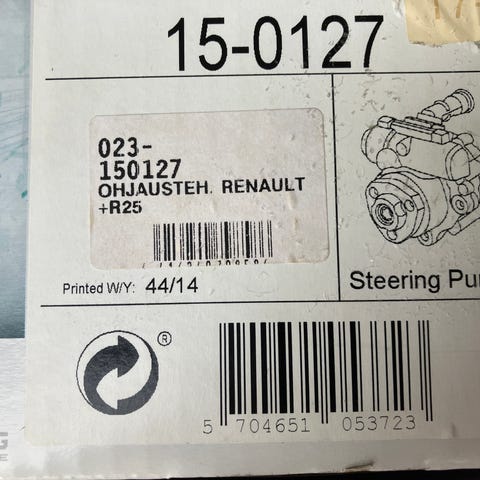 15-0127
023-
150127
OHJAUSTEH. RENAULT
+R25
Printed W/Y: 44/14
Steering Pu
®
5 704651 053723